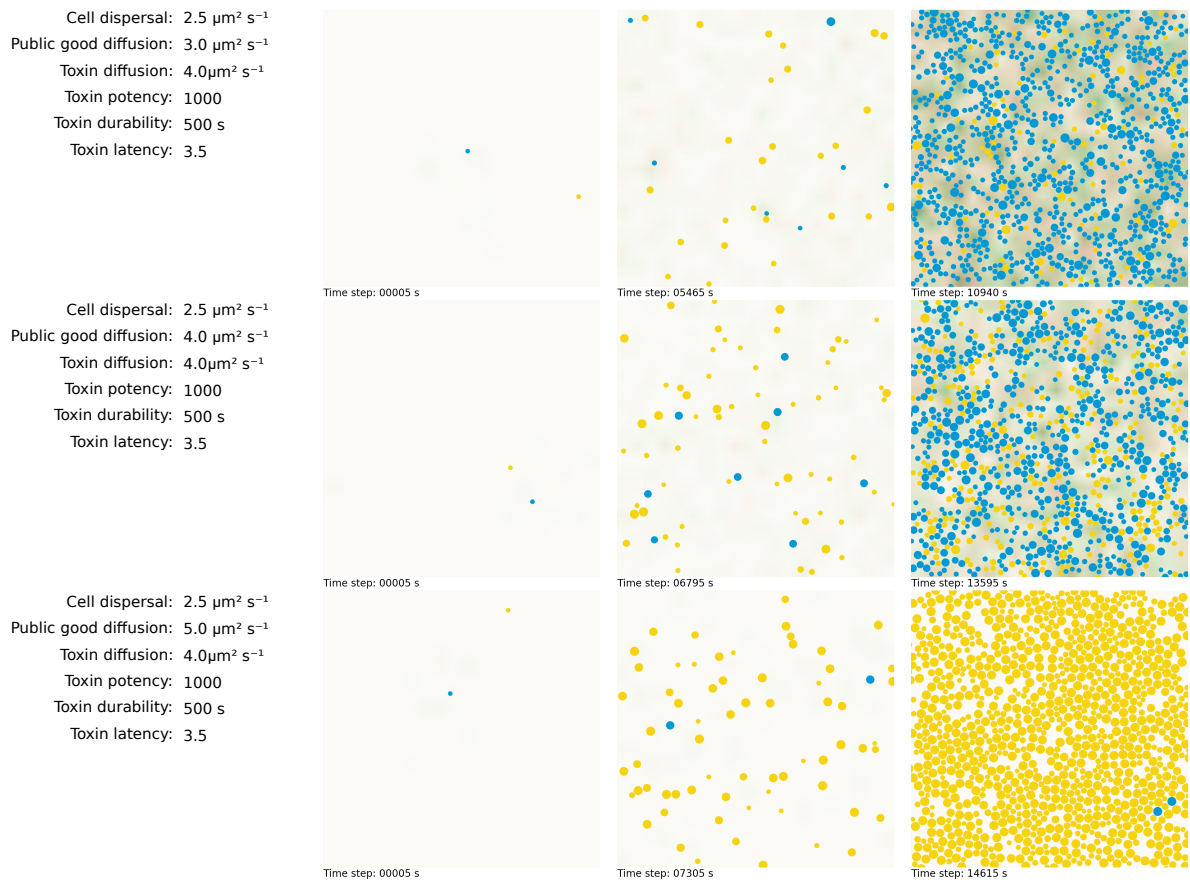 Cell dispersal: 2.5 µm² s⁻¹
Public good diffusion: 3.0 µm² s⁻¹
Toxin diffusion: 4.0µm² s⁻¹
Toxin potency: 1000
Toxin durability: 500 s
Toxin latency: 3.5
Time step: 00005 s
Time step: 05465 s
Time step: 10940 s
Cell dispersal: 2.5 µm² s⁻¹
Public good diffusion: 4.0 µm² s⁻¹
Toxin diffusion: 4.0µm² s⁻¹
Toxin potency: 1000
Toxin durability: 500 s
Toxin latency: 3.5
Time step: 00005 s
Time step: 06795 s
Time step: 13595 s
Cell dispersal: 2.5 µm² s⁻¹
Public good diffusion: 5.0 µm² s⁻¹
Toxin diffusion: 4.0µm² s⁻¹
Toxin potency: 1000
Toxin durability: 500 s
Toxin latency: 3.5
Time step: 00005 s
Time step: 07305 s
Time step: 14615 s